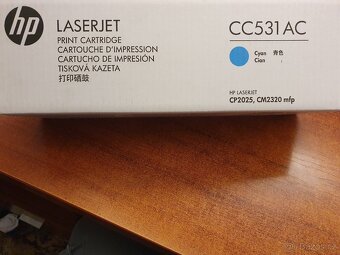 hp
LASERJET
PRINT CARTRIDGE
CARTOUCHE D'IMPRESSION
CARTUCHO DE IMPRESIÓN
TISKOVÁ KAZETA
打印硒鼓
CC531AC
Cyan 青色
Cian
HP LASERJET
CP2025, CM2320 mfp